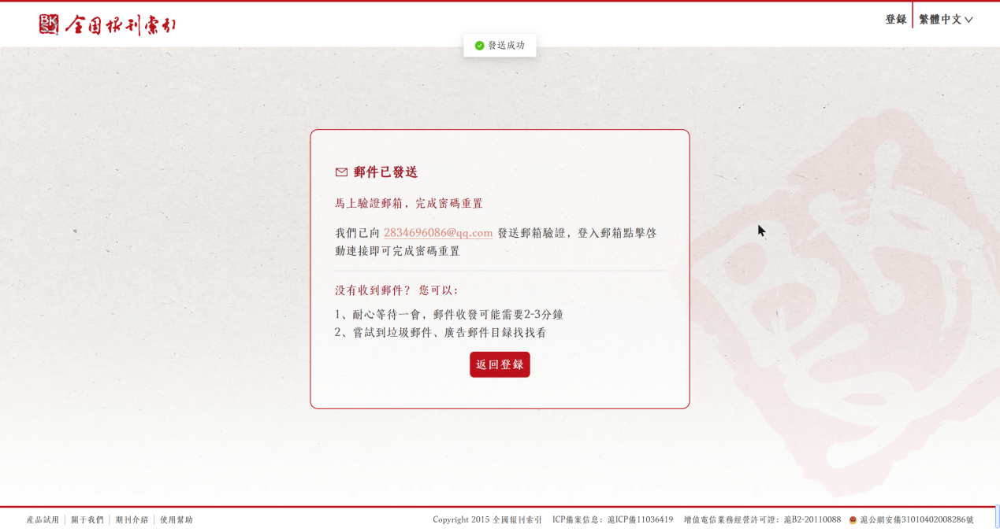 全国报刊索引
登録
繁體中文
發送成功
郵件已發送
馬上驗證郵箱，完成密碼重置
我們已向 2834696086@qq.com 發送郵箱驗證，登入郵箱點擊啓
動連接即可完成密碼重置
没有收到郵件？ 您可以：
1、耐心等待一會，郵件收發可能需要2-3分鐘
2、嘗試到垃圾郵件、廣告郵件目録找找看
返回登録
産品試用 關于我們 期刊介紹 使用幫助
Copyright 2015 全國報刊索引 ICP備案信息：滬ICP備11036419 增值電信業務經營許可證：滬B2-20110088 滬公網安備31010402008286號